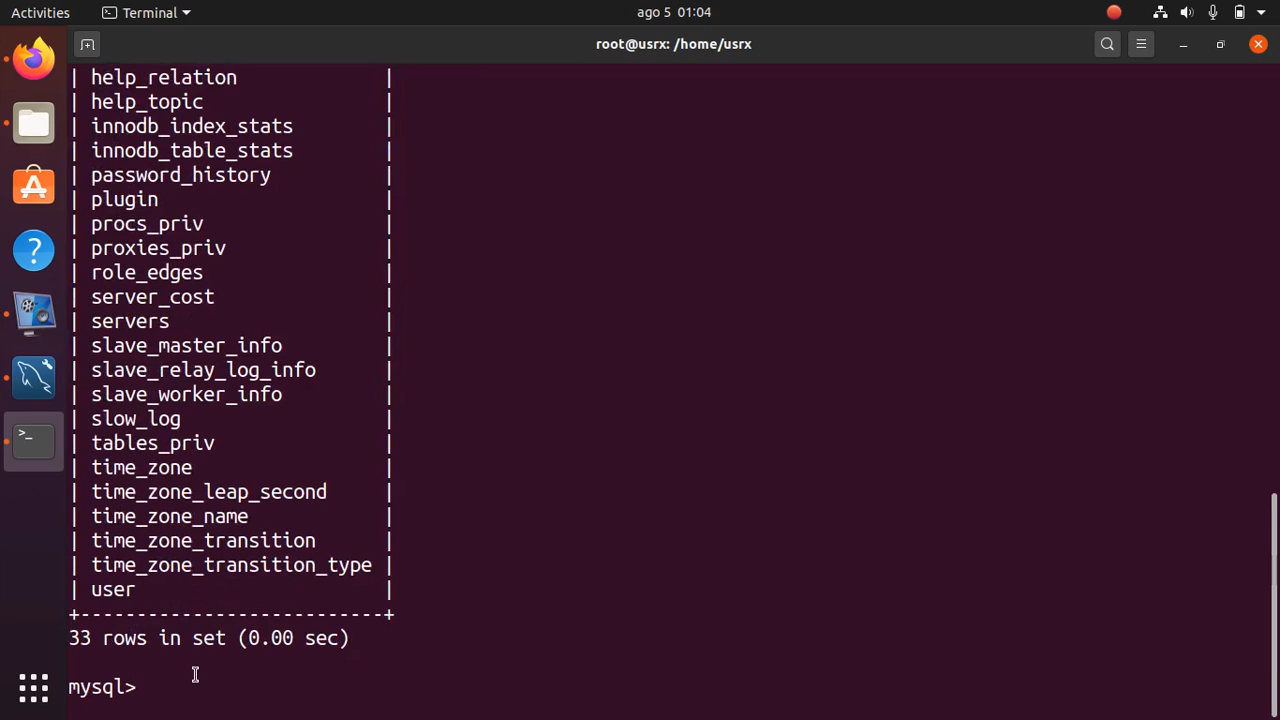 Activities Terminal ago 5 01:04
root@usrx: /home/usrx
| help_relation |
| help_topic |
| innodb_index_stats |
| innodb_table_stats |
| password_history |
| plugin |
| procs_priv |
| proxies_priv |
| role_edges |
| server_cost |
| servers |
| slave_master_info |
| slave_relay_log_info |
| slave_worker_info |
| slow_log |
| tables_priv |
| time_zone |
| time_zone_leap_second |
| time_zone_name |
| time_zone_transition |
| time_zone_transition_type |
| user |
+---------------------------+
33 rows in set (0.00 sec)
mysql>